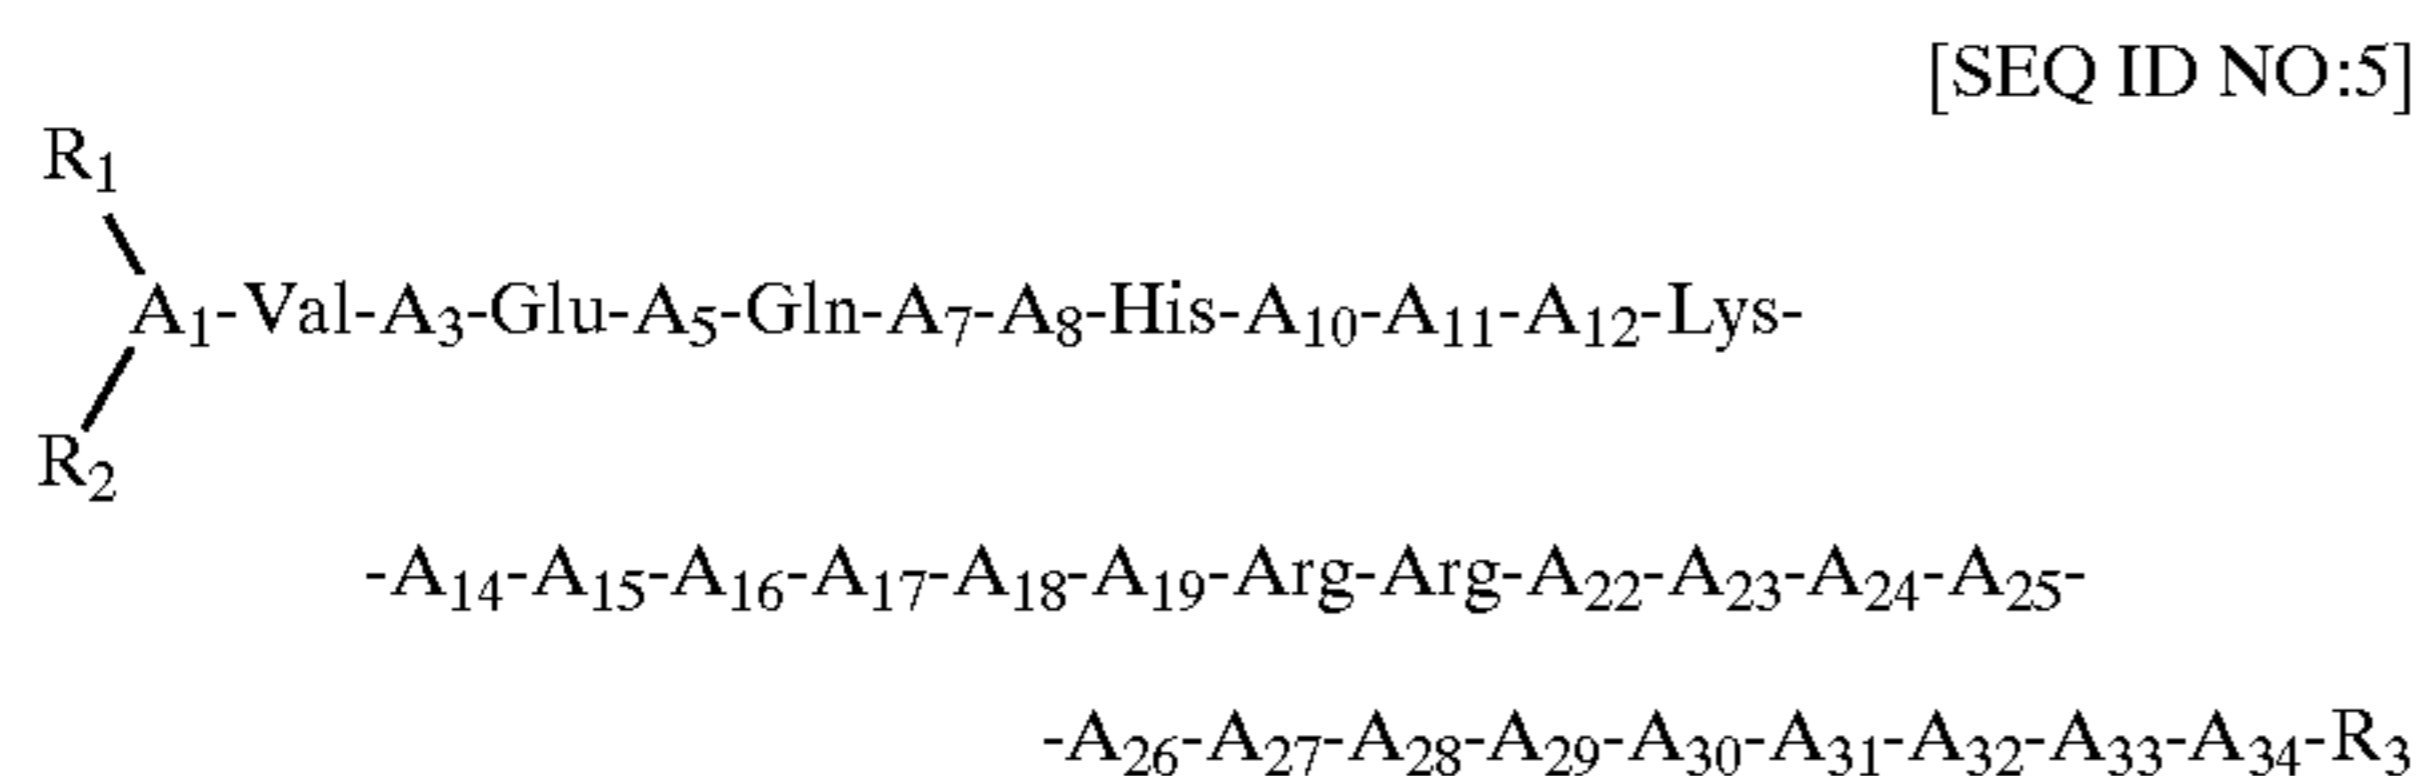 [SEQ ID NO:5]
R₁
A₁-Val-A₃-Glu-A₅-Gln-A₇-A₈-His-A₁₀-A₁₁-A₁₂-Lys-
R₂
-A₁₄-A₁₅-A₁₆-A₁₇-A₁₈-A₁₉-Arg-Arg-A₂₂-A₂₃-A₂₄-A₂₅-
-A₂₆-A₂₇-A₂₈-A₂₉-A₃₀-A₃₁-A₃₂-A₃₃-A₃₄-R₃